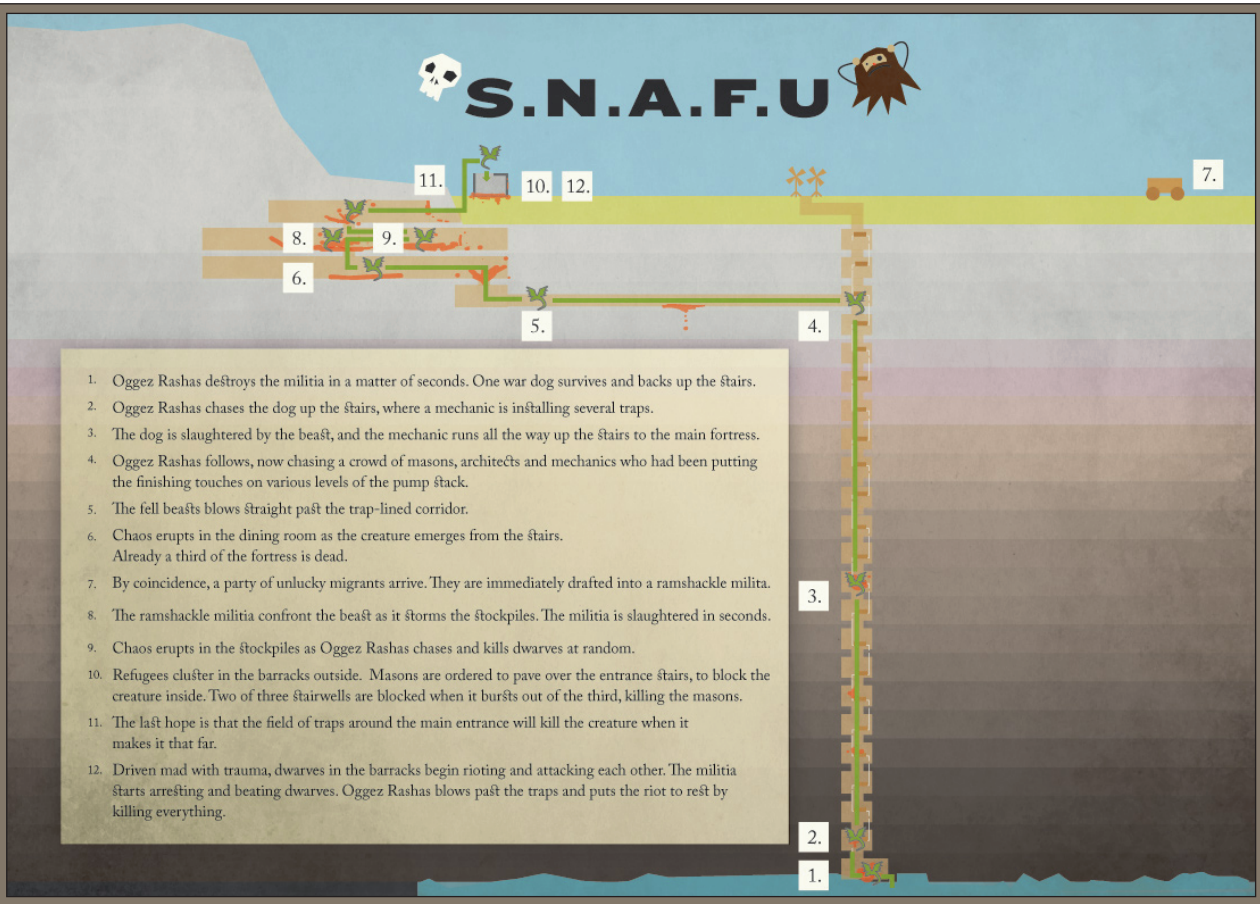 S.N.A.F.U
11.
10.
12.
7.
8.
9.
6.
5.
4.
1. Oggez Rashas destroys the militia in a matter of seconds. One war dog survives and backs up the stairs.
2. Oggez Rashas chases the dog up the stairs, where a mechanic is installing several traps.
3. The dog is slaughtered by the beast, and the mechanic runs all the way up the stairs to the main fortress.
4. Oggez Rashas follows, now chasing a crowd of masons, architects and mechanics who had been putting
the finishing touches on various levels of the pump stack.
5. The fell beasts blows straight past the trap-lined corridor.
6. Chaos erupts in the dining room as the creature emerges from the stairs.
Already a third of the fortress is dead.
7. By coincidence, a party of unlucky migrants arrive. They are immediately drafted into a ramshackle milita.
8. The ramshackle militia confront the beast as it storms the stockpiles. The militia is slaughtered in seconds.
9. Chaos erupts in the stockpiles as Oggez Rashas chases and kills dwarves at random.
10. Refugees cluster in the barracks outside. Masons are ordered to pave over the entrance stairs, to block the
creature inside. Two of three stairwells are blocked when it bursts out of the third, killing the masons.
11. The last hope is that the field of traps around the main entrance will kill the creature when it
makes it that far.
12. Driven mad with trauma, dwarves in the barracks begin rioting and attacking each other. The militia
starts arresting and beating dwarves. Oggez Rashas blows past the traps and puts the riot to rest by
killing everything.
3.
2.
1.